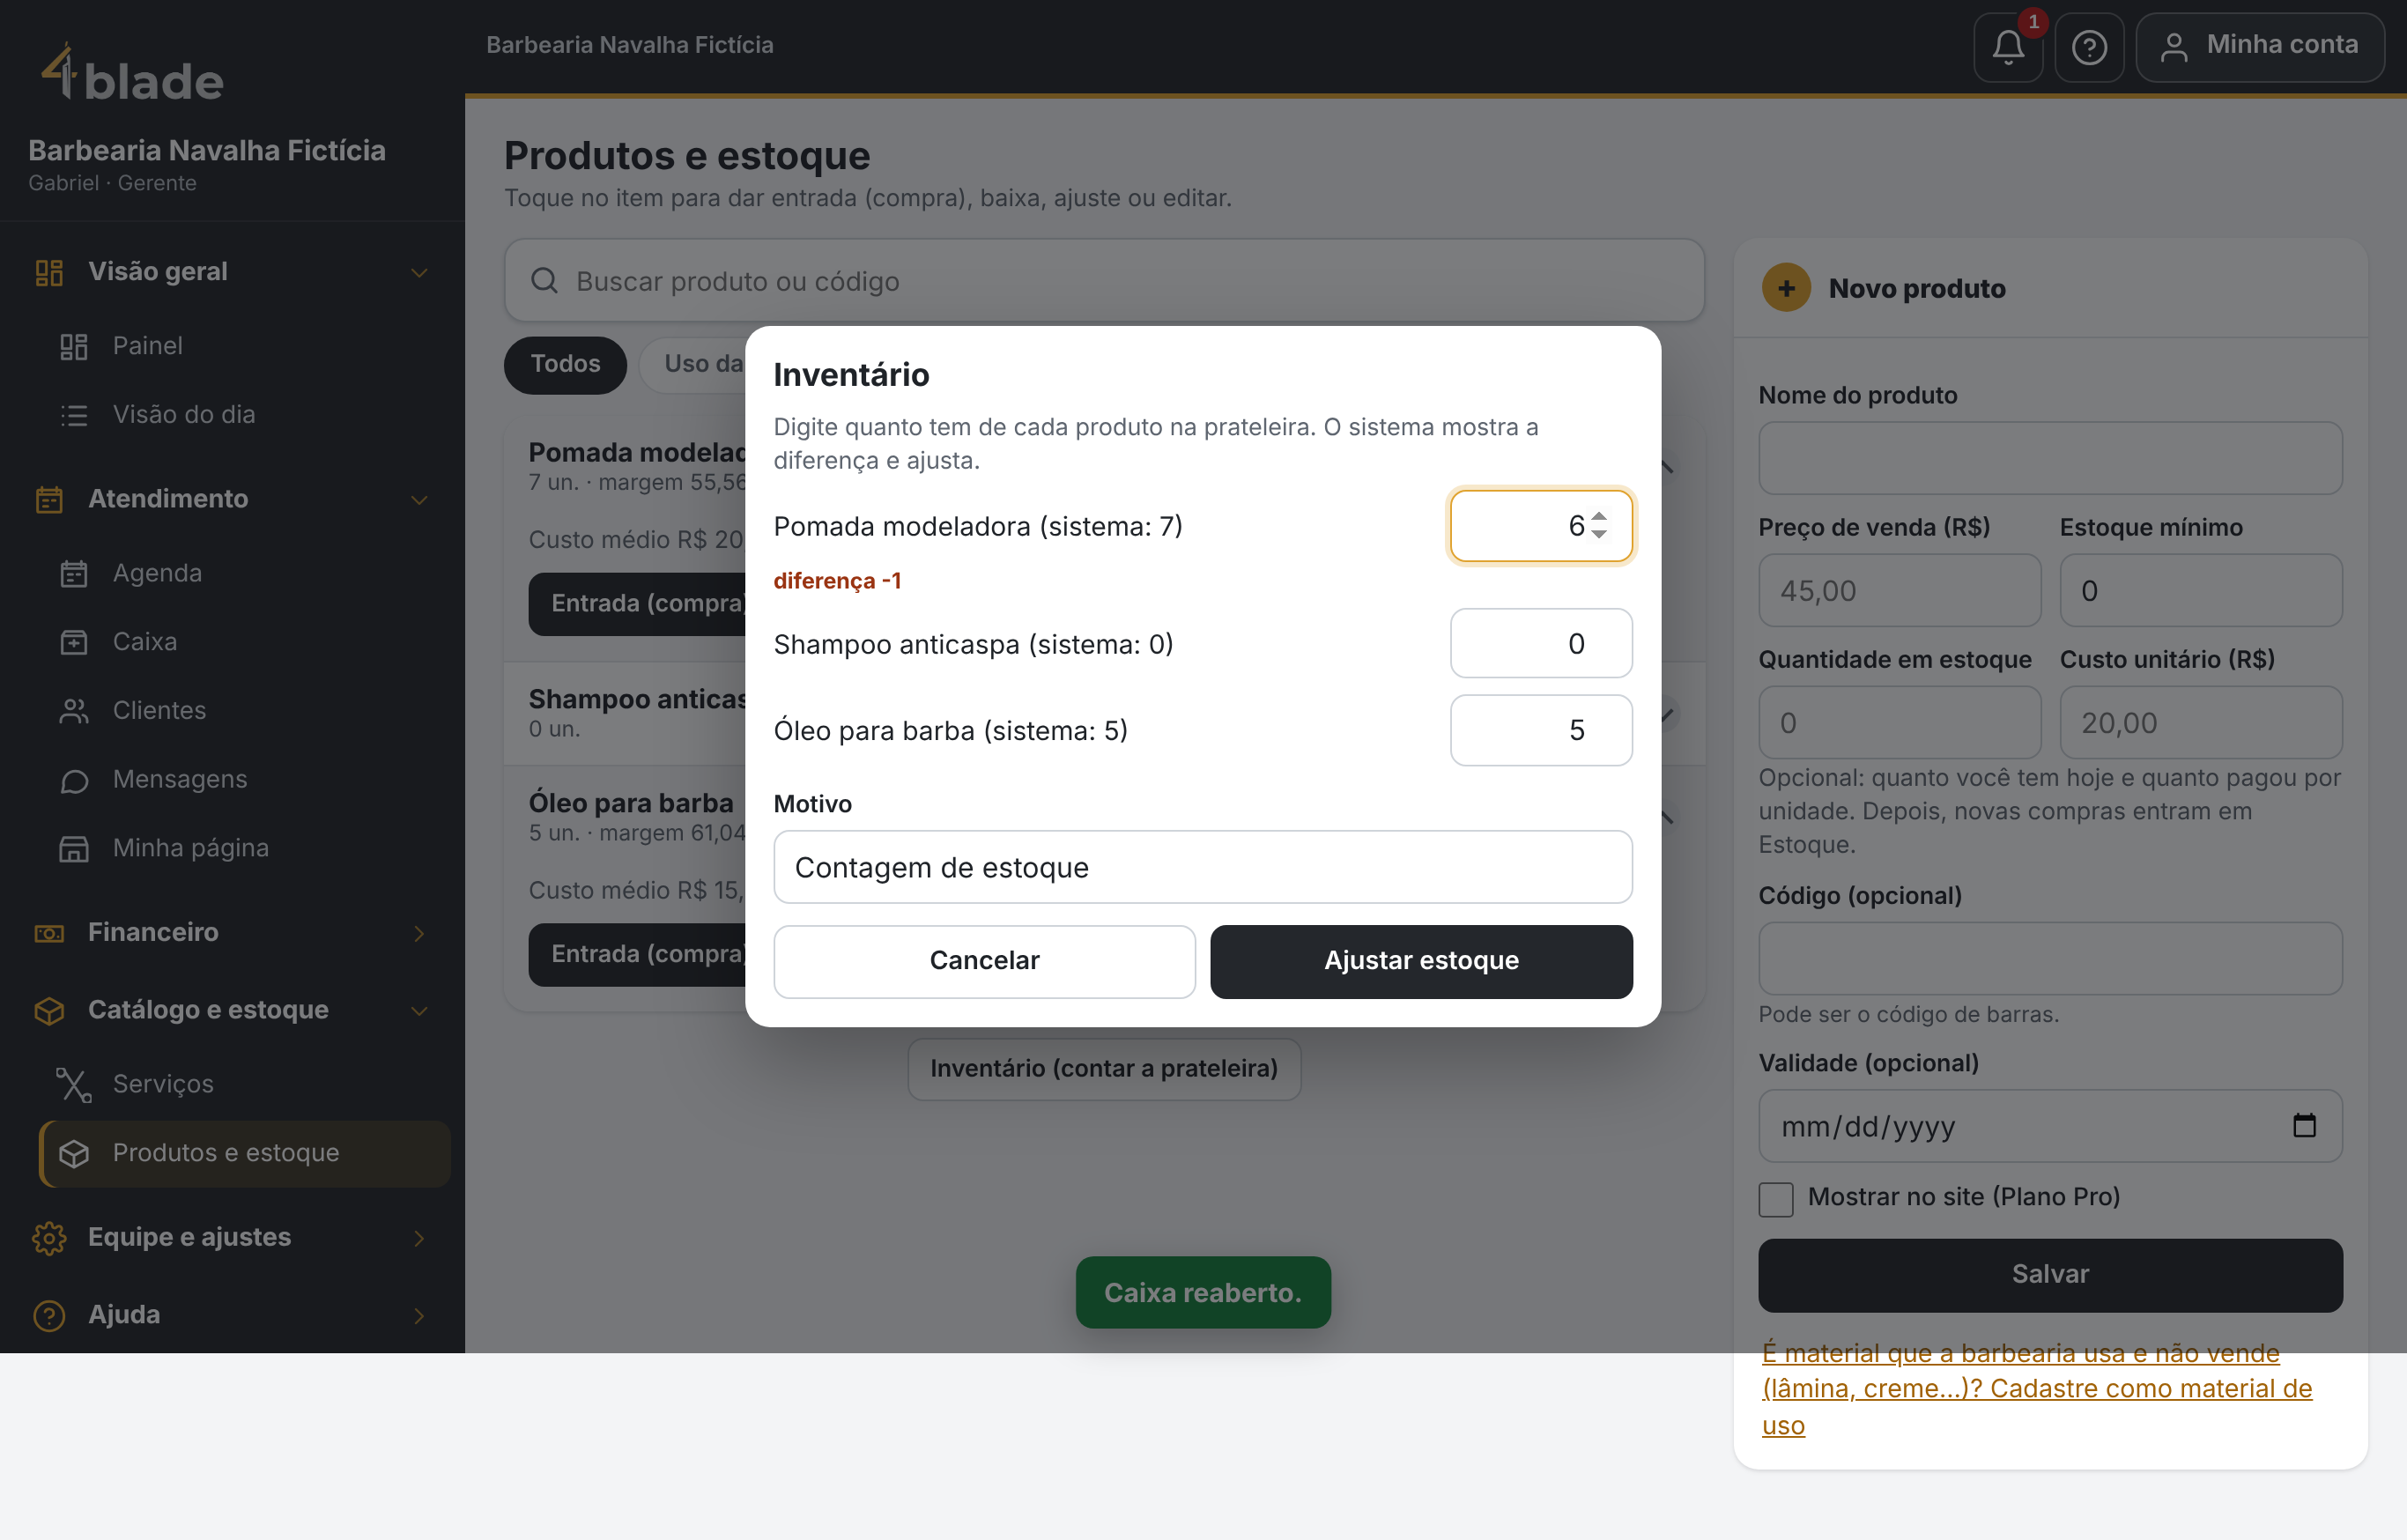 4blade
Barbearia Navalha Fictícia
Gabriel · Gerente
Visão geral
Painel
Visão do dia
Atendimento
Agenda
Caixa
Clientes
Mensagens
Minha página
Financeiro
Catálogo e estoque
Serviços
Produtos e estoque
Equipe e ajustes
Ajuda
Barbearia Navalha Fictícia
1
Minha conta
Produtos e estoque
Toque no item para dar entrada (compra), baixa, ajuste ou editar.
Buscar produto ou código
Todos
Uso da
Pomada modelad
7 un. · margem 55,56
Custo médio R$ 20
Entrada (compra)
Shampoo anticas
0 un.
Óleo para barba
5 un. · margem 61,04
Custo médio R$ 15,
Entrada (compra)
Inventário (contar a prateleira)
Inventário
Digite quanto tem de cada produto na prateleira. O sistema mostra a
diferença e ajusta.
Pomada modeladora (sistema: 7)
6
diferença -1
Shampoo anticaspa (sistema: 0)
0
Óleo para barba (sistema: 5)
5
Motivo
Contagem de estoque
Cancelar
Ajustar estoque
Caixa reaberto.
Novo produto
Nome do produto
Preço de venda (R$)
Estoque mínimo
45,00
0
Quantidade em estoque
Custo unitário (R$)
0
20,00
Opcional: quanto você tem hoje e quanto pagou por
unidade. Depois, novas compras entram em
Estoque.
Código (opcional)
Pode ser o código de barras.
Validade (opcional)
mm/dd/yyyy
Mostrar no site (Plano Pro)
Salvar
É material que a barbearia usa e não vende
(lâmina, creme...)? Cadastre como material de
uso